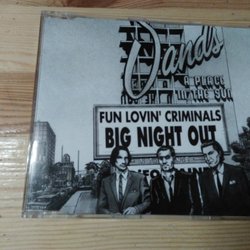 Sands
A PLACE
IN THE SUN
FUN LOVIN' CRIMINALS
BIG NIGHT OUT